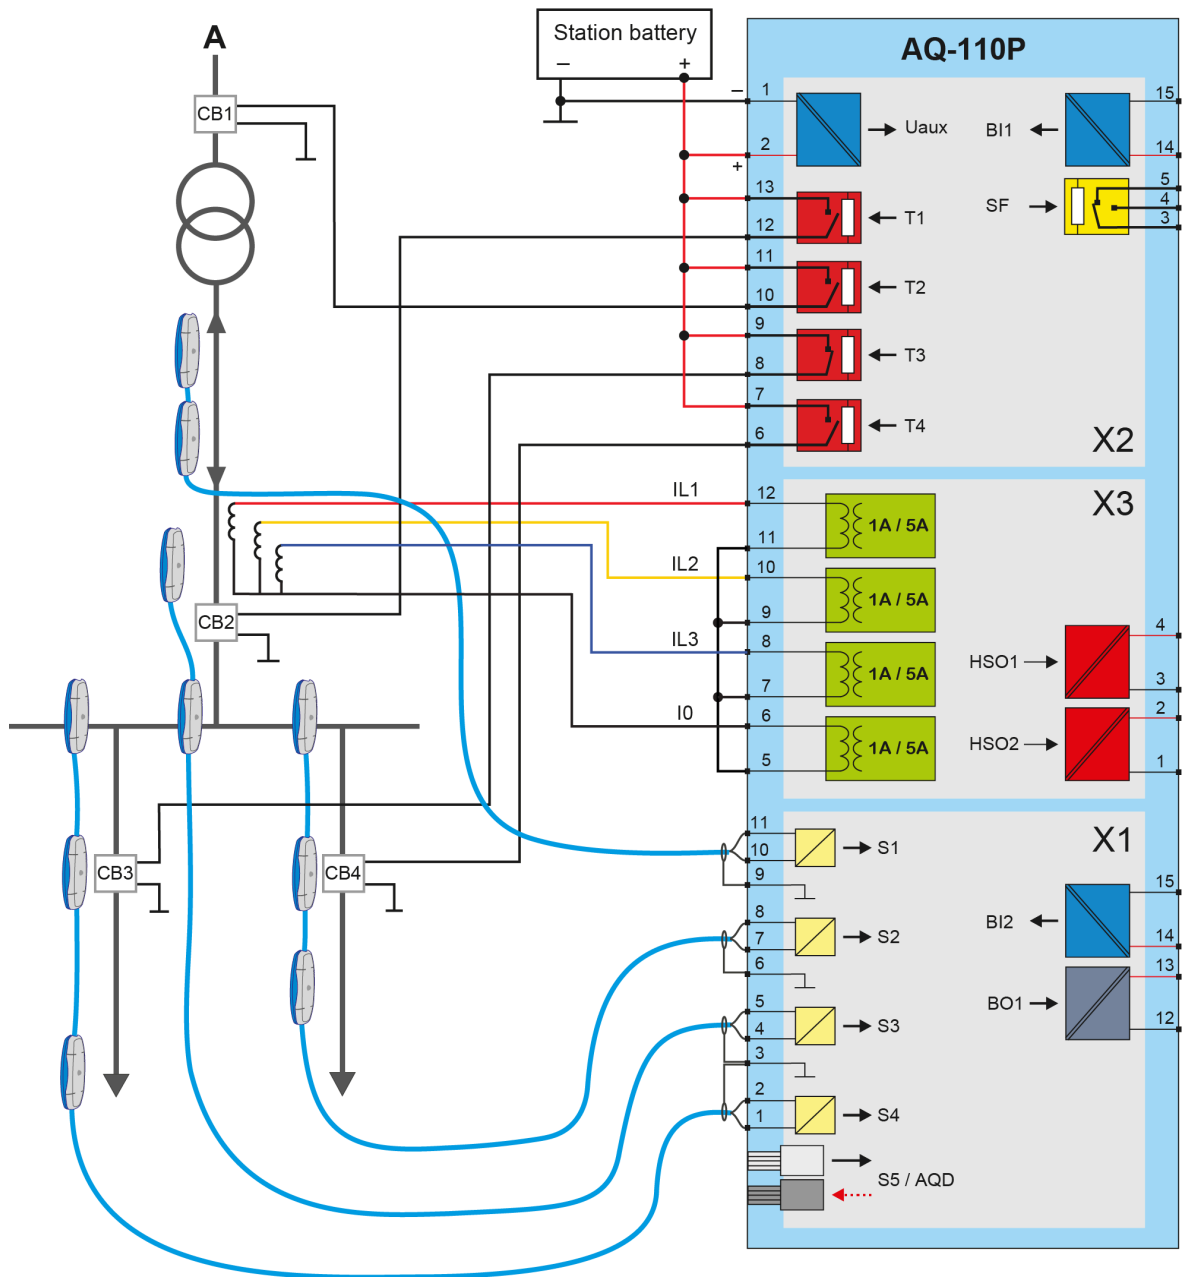 A
Station battery
–
+
AQ-110P
CB1
–
1
2
+
Uaux
BI1
15
14
13
12
T1
SF
5
4
3
11
10
T2
9
8
T3
7
6
T4
X2
IL1
12
11
1A / 5A
X3
IL2
10
9
1A / 5A
CB2
IL3
8
7
1A / 5A
HSO1
4
3
I0
6
5
1A / 5A
HSO2
2
1
CB3
CB4
11
10
9
S1
X1
8
7
6
S2
BI2
15
14
5
4
3
S3
BO1
13
12
2
1
S4
S5 / AQD